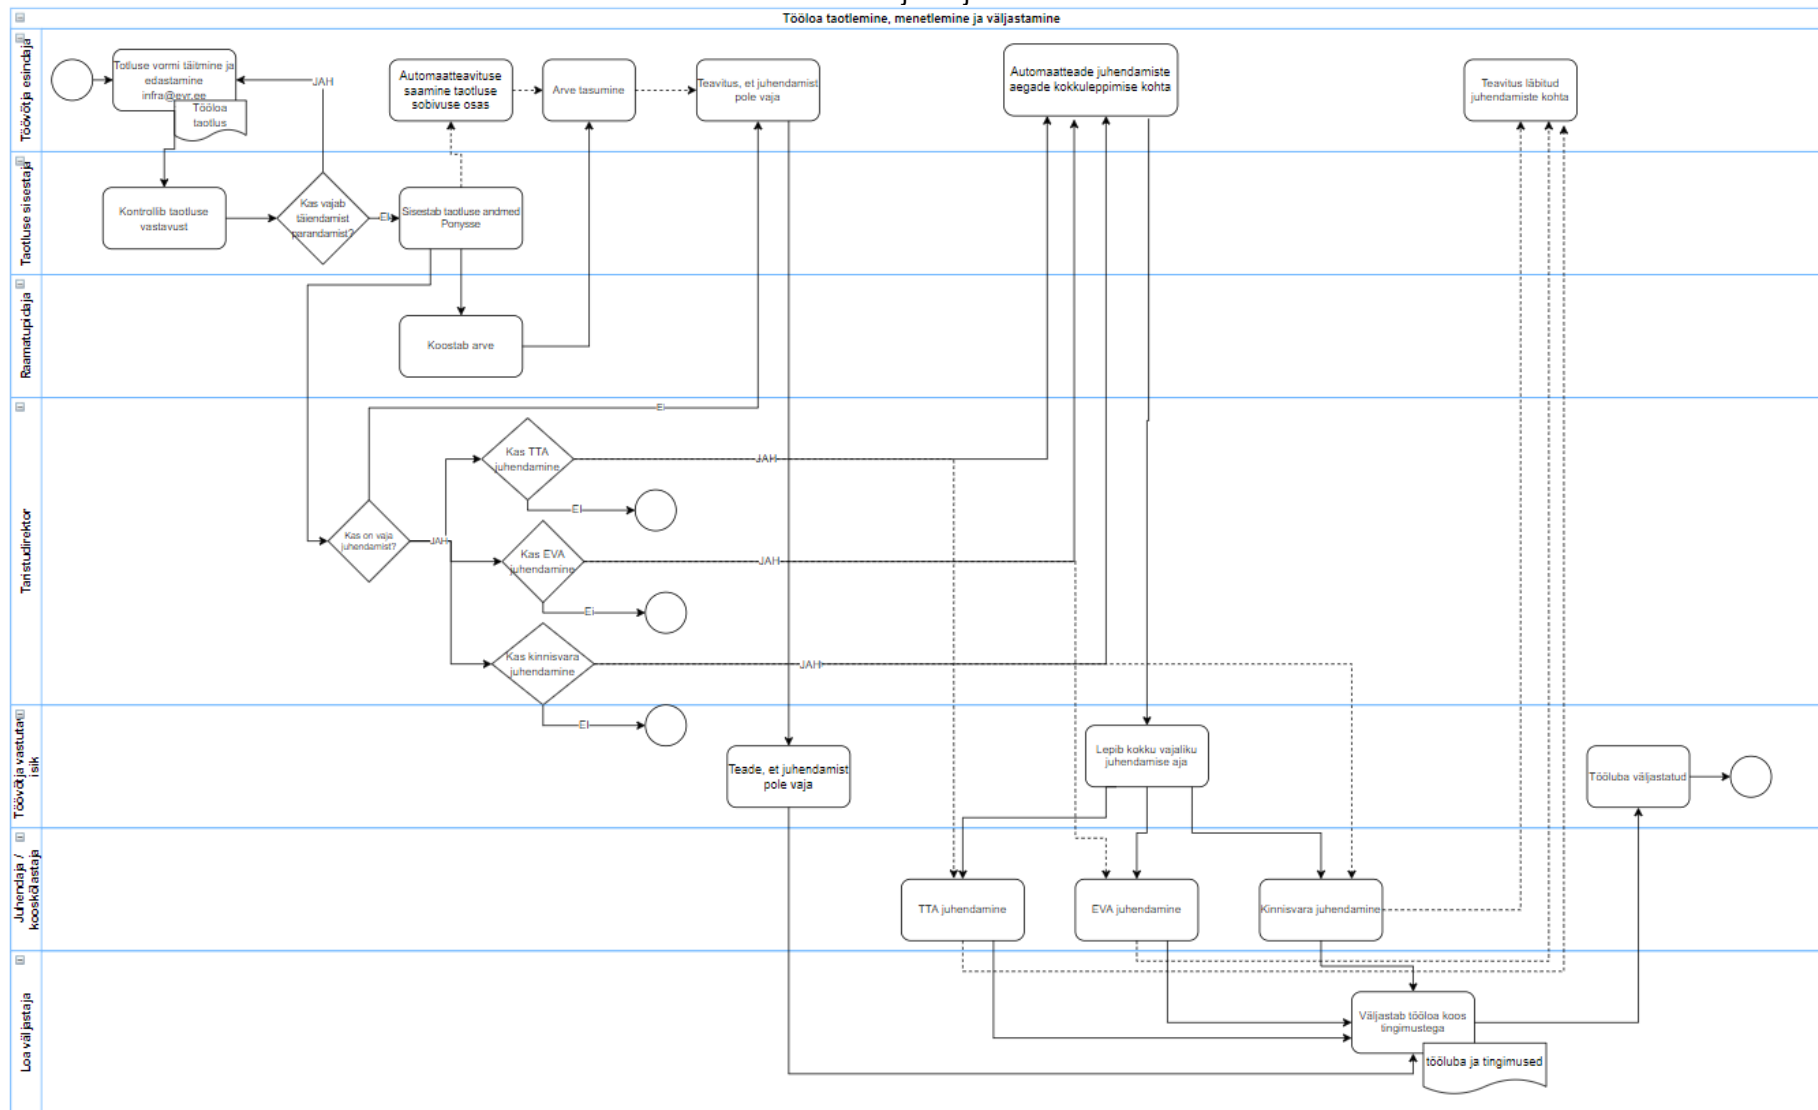 Tööloa taotlemine, menetlemine ja väljastamine
Töövõtja esindaja
Totluse vormi täitmine ja
edastamine
infra@evr.ee
Tööloa
taotlus
JAH
Automaatteavituse
saamine taotluse
sobivuse osas
Arve tasumine
Teavitus, et juhendamist
pole vaja
Automaatteade juhendamiste
aegade kokkuleppimise kohta
Teavitus läbitud
juhendamiste kohta
Taotluse sisestaja
Kontrollib taotluse
vastavust
Kas vajab
täiendamist
parandamist?
EI
Sisestab taotluse andmed
Ponysse
Raamatupidaja
Koostab arve
Taristudirektor
EI
Kas on vaja
juhendamist?
JAH
Kas TTA
juhendamine
JAH
EI
Kas EVA
juhendamine
JAH
EI
Kas kinnisvara
juhendamine
JAH
EI
Töövõtja vastutav
isik
Teade, et juhendamist
pole vaja
Lepib kokku vajaliku
juhendamise aja
Tööluba väljastatud
Juhendaja /
kooskõlastaja
TTA juhendamine
EVA juhendamine
Kinnisvara juhendamine
Loa väljastaja
Väljastab tööloa koos
tingimustega
tööluba ja tingimused